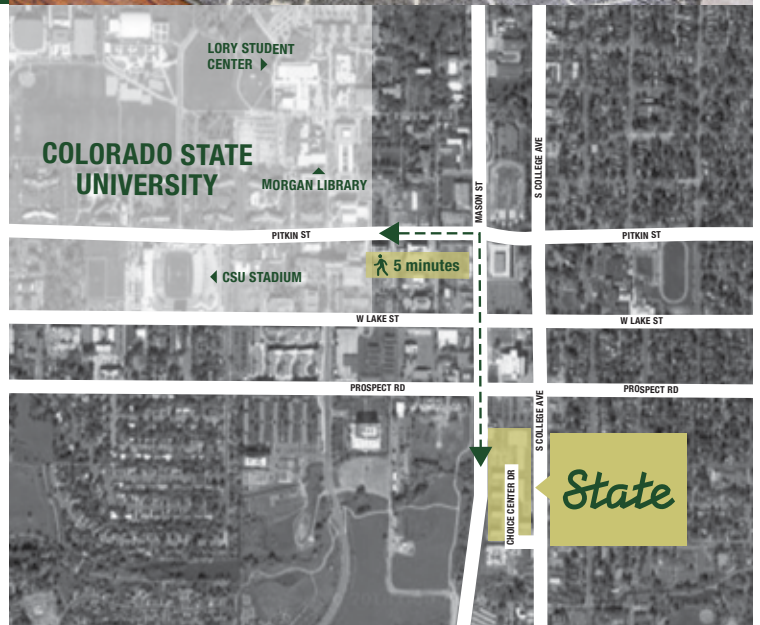 LORY STUDENT
CENTER
COLORADO STATE
UNIVERSITY
MORGAN LIBRARY
MASON ST
S COLLEGE AVE
PITKIN ST
PITKIN ST
5 minutes
CSU STADIUM
W LAKE ST
W LAKE ST
PROSPECT RD
PROSPECT RD
S COLLEGE AVE
CHOICE CENTER DR
State